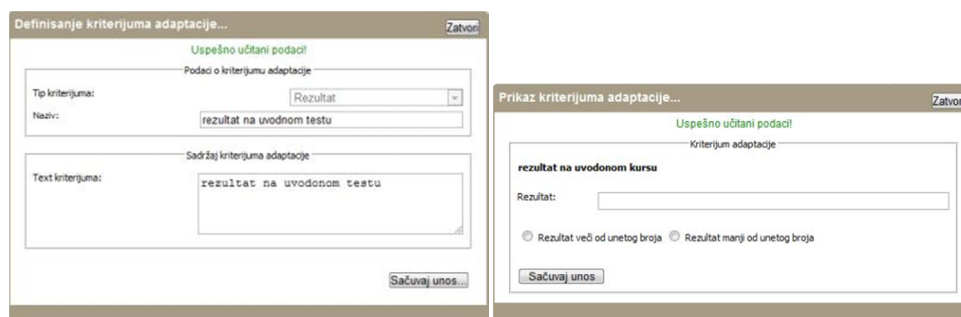 Definisanje kriterijuma adaptacije...
Zatvori
Uspešno učitani podaci!
Podaci o kriterijumu adaptacije
Tip kriterijuma:
Rezultat
Naziv:
rezultat na uvodnom testu
Sadržaj kriterijuma adaptacije
Text kriterijuma:
rezultat na uvodonom testu
Sačuvaj unos...
Prikaz kriterijuma adaptacije...
Zatvor
Uspešno učitani podaci!
Kriterijum adaptacije
rezultat na uvodonom kursu
Rezultat:
Rezultat veči od unetog broja Rezultat manji od unetog broja
Sačuvaj unos